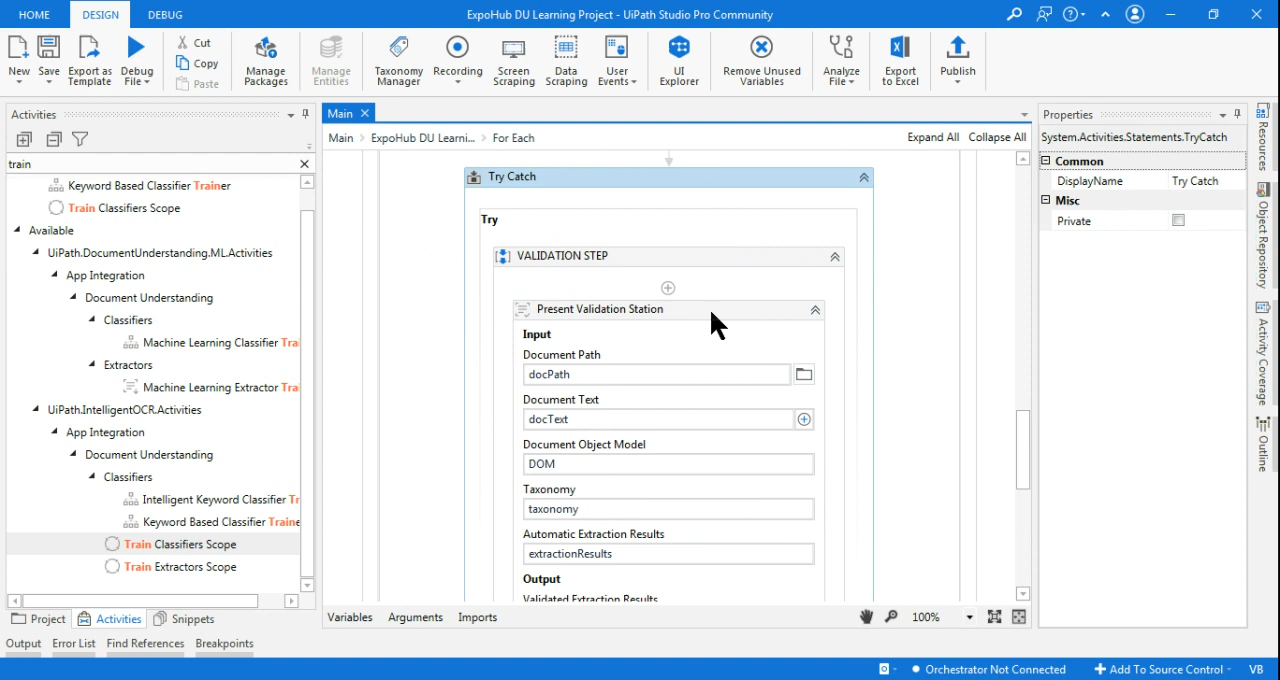 HOME DESIGN DEBUG ExpoHub DU Learning Project - UiPath Studio Pro Community
New Save Export as Template Debug File Cut Copy Paste Manage Packages Manage Entities Taxonomy Manager Recording Screen Scraping Data Scraping User Events UI Explorer Remove Unused Variables Analyze File Export to Excel Publish
Activities
train
Keyword Based Classifier Trainer
Train Classifiers Scope
Available
UiPath.DocumentUnderstanding.ML.Activities
App Integration
Document Understanding
Classifiers
Machine Learning Classifier Trai
Extractors
Machine Learning Extractor Trai
UiPath.IntelligentOCR.Activities
App Integration
Document Understanding
Classifiers
Intelligent Keyword Classifier Tr
Keyword Based Classifier Traine
Train Classifiers Scope
Train Extractors Scope
Project Activities Snippets
Output Error List Find References Breakpoints
Main
Main > ExpoHub DU Learni... > For Each
Expand All Collapse All
Try Catch
Try
VALIDATION STEP
Present Validation Station
Input
Document Path
docPath
Document Text
docText
Document Object Model
DOM
Taxonomy
taxonomy
Automatic Extraction Results
extractionResults
Output
Validated Extraction Results
Variables Arguments Imports 100%
Properties
System.Activities.Statements.TryCatch
Common
DisplayName Try Catch
Misc
Private
Resources
Object Repository
Activity Coverage
Outline
Orchestrator Not Connected Add To Source Control VB